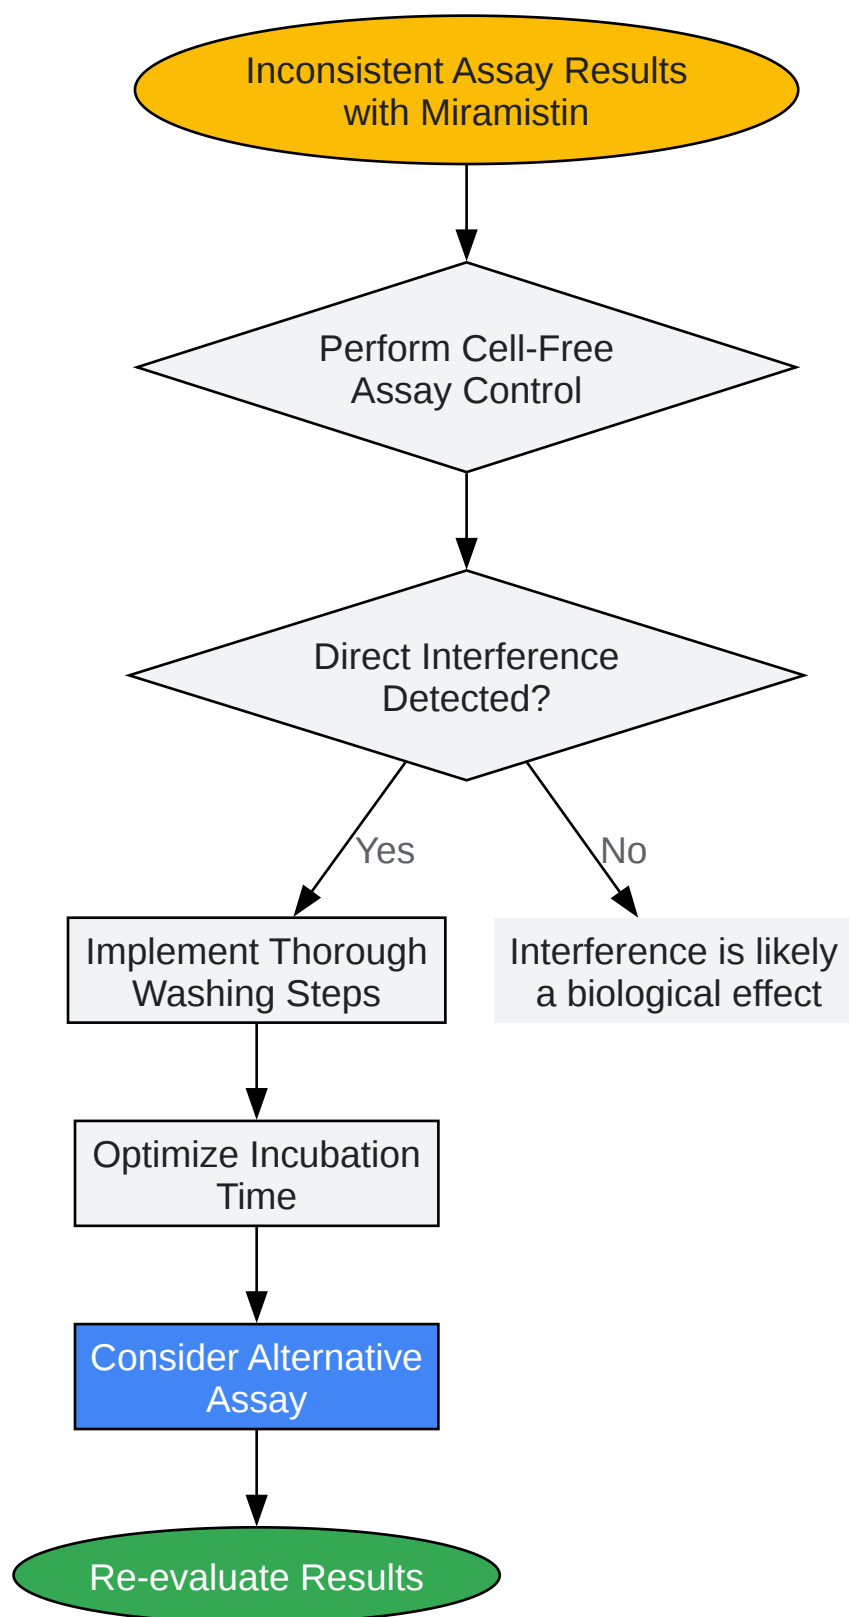 Inconsistent Assay Results
with Miramistin
Perform Cell-Free
Assay Control
Direct Interference
Detected?
Yes
No
Implement Thorough
Washing Steps
Interference is likely
a biological effect
Optimize Incubation
Time
Consider Alternative
Assay
Re-evaluate Results